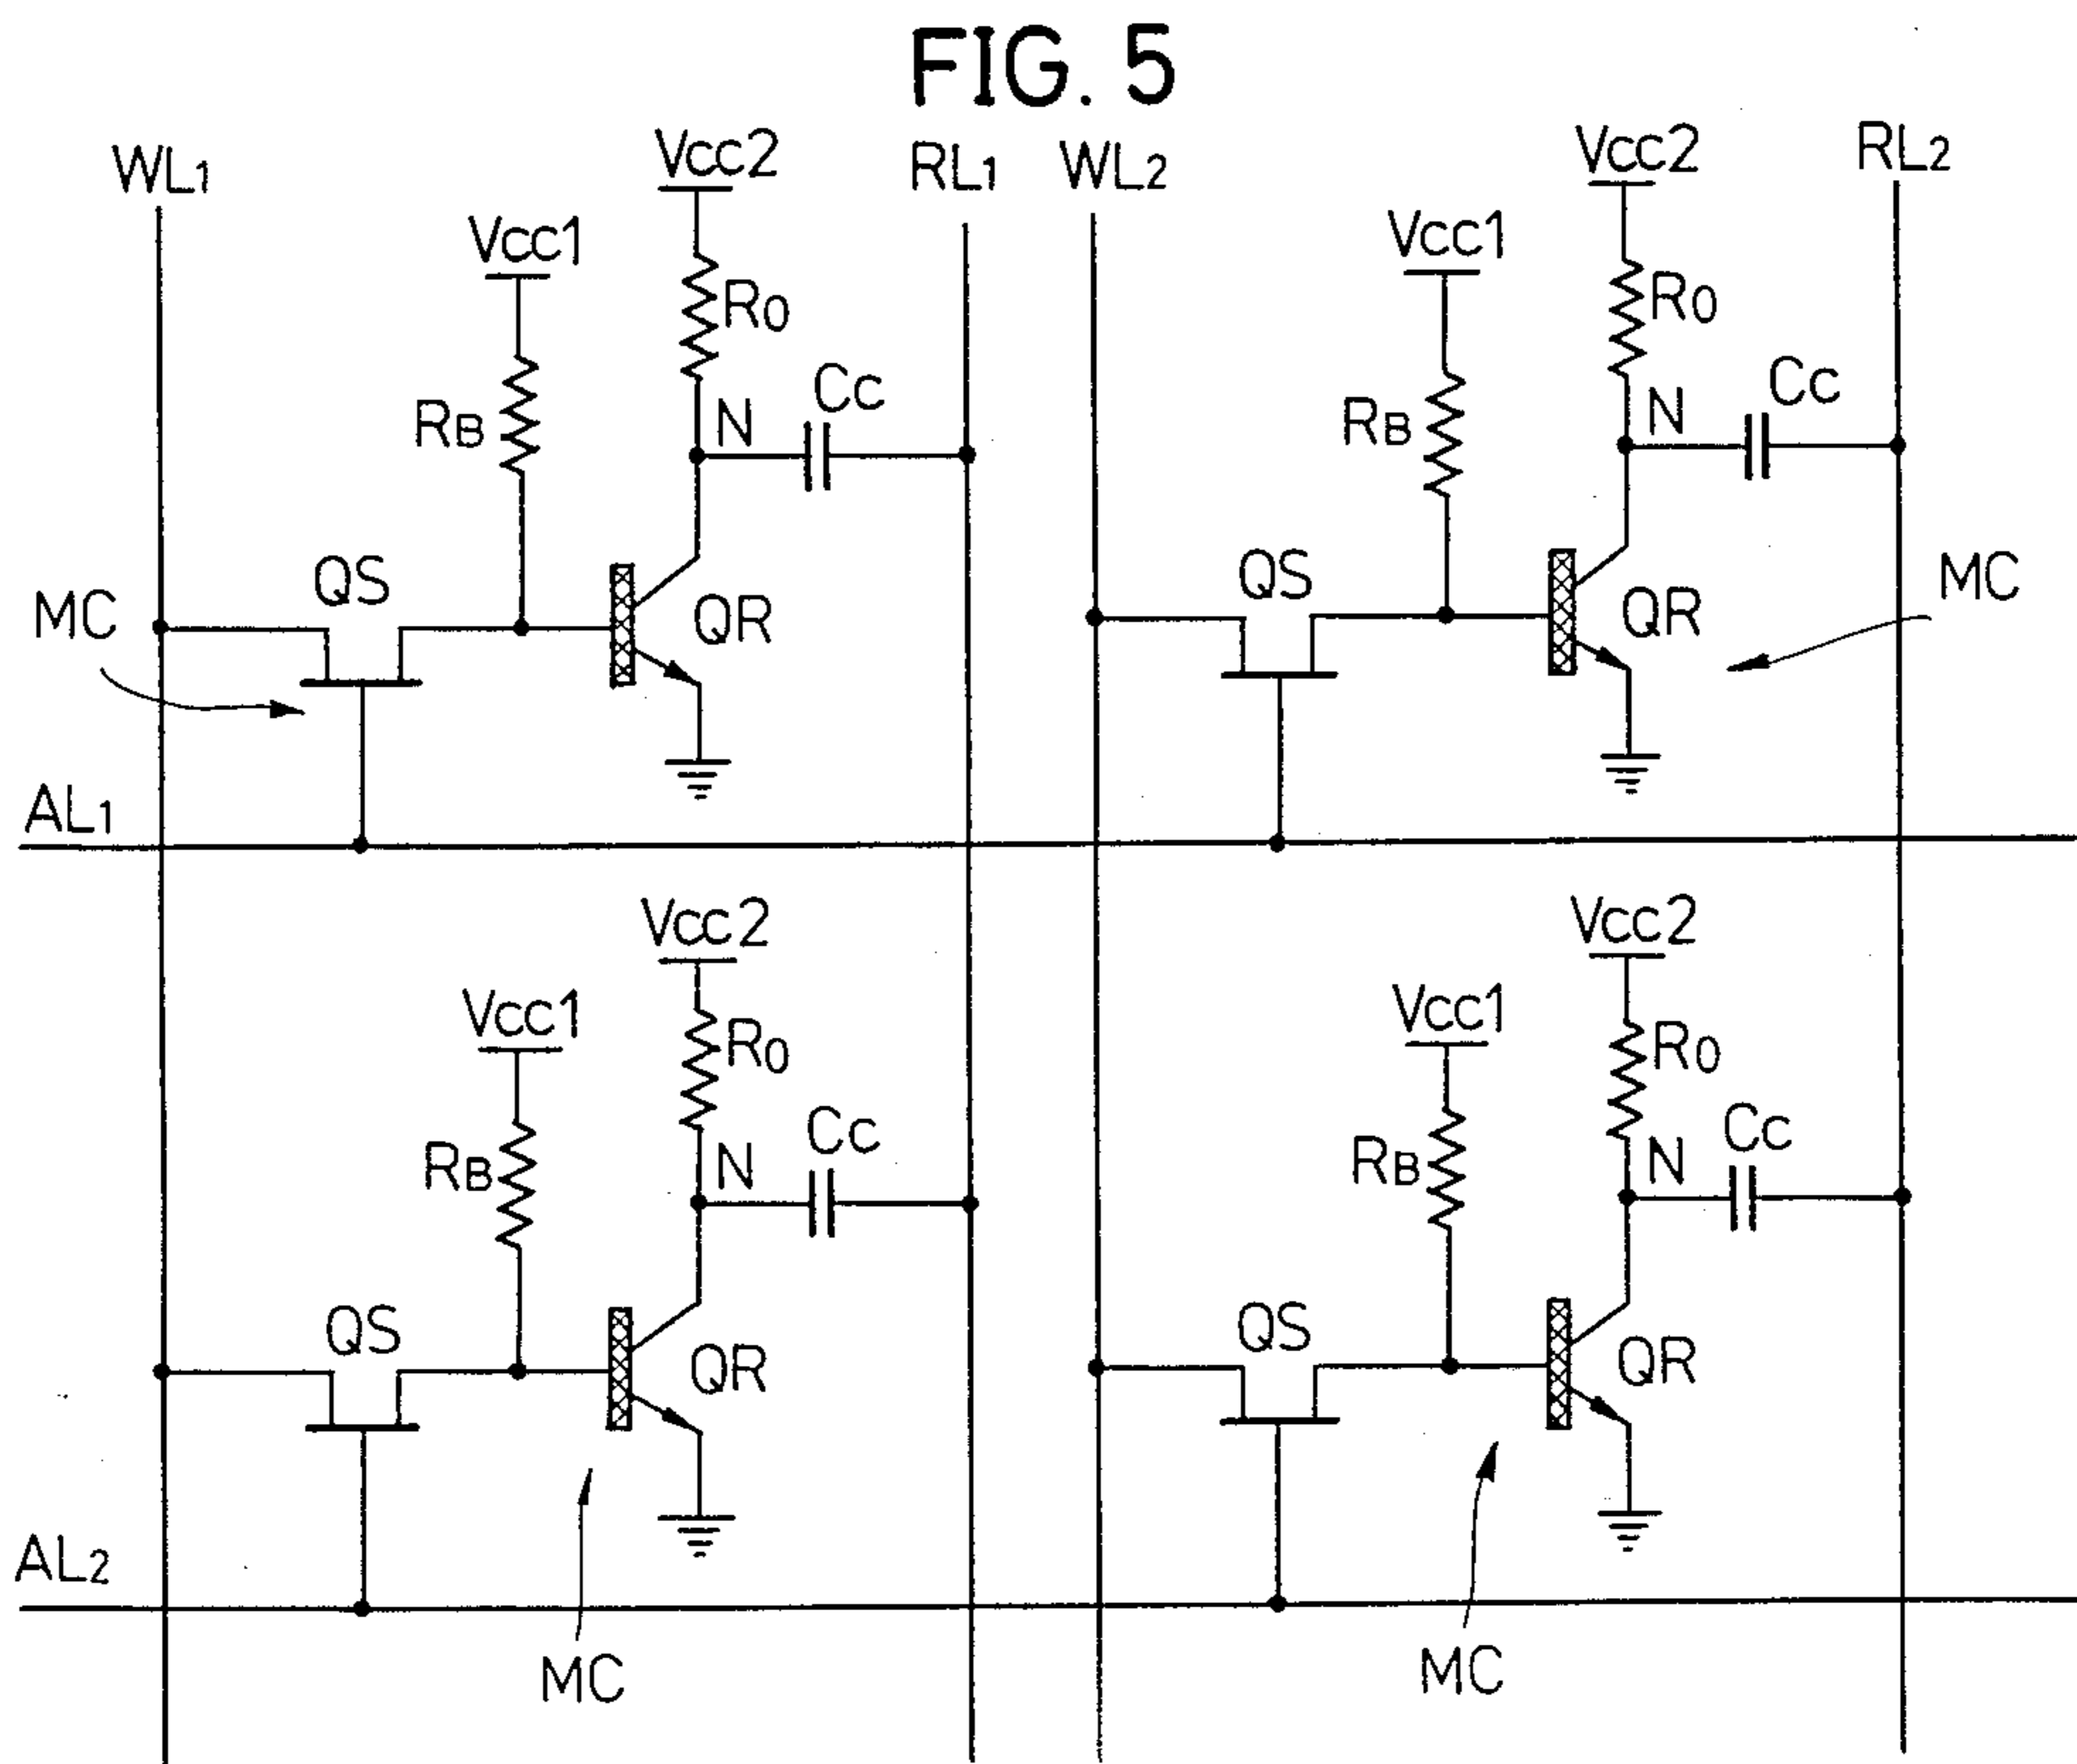 FIG. 5
WL1 Vcc2 RL1 WL2 Vcc2 RL2
Vcc1 Vcc1
R0 R0
RB Cc RB Cc
N N
MC QS QR QS QR MC
AL1
Vcc2 Vcc2
Vcc1 Vcc1
R0 R0
RB Cc RB Cc
N N
QS QR QS QR
AL2
MC MC